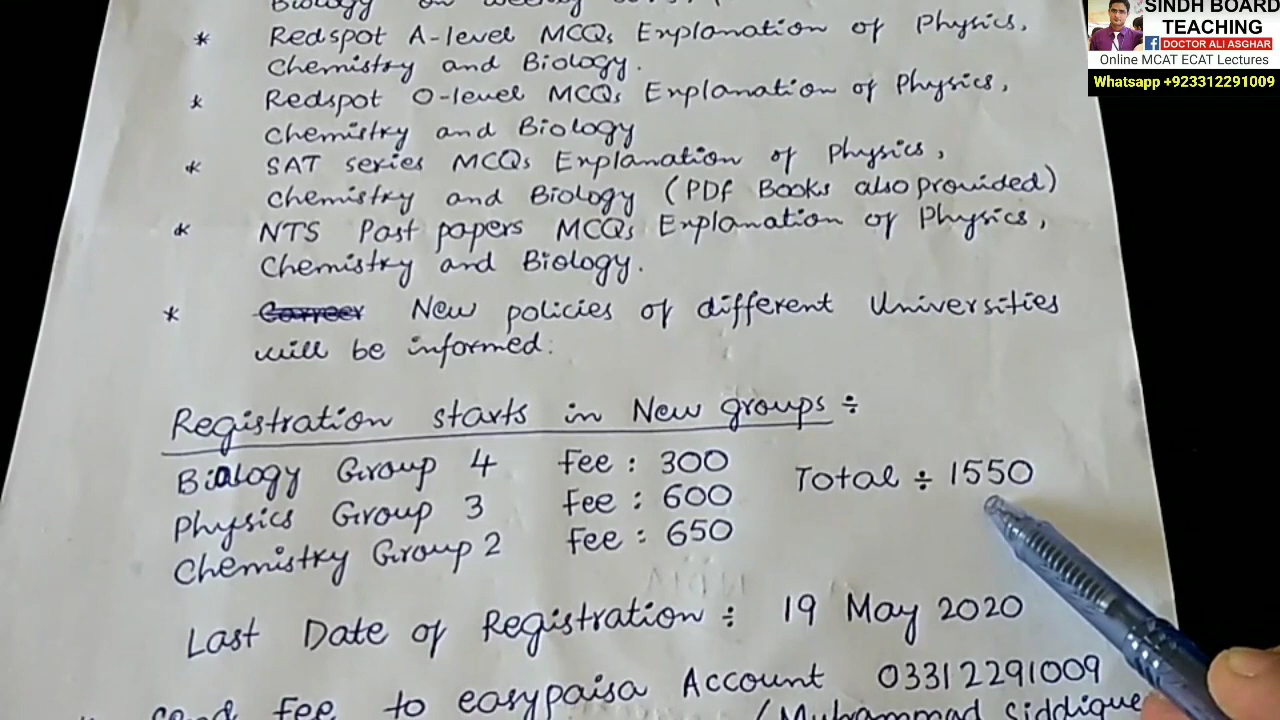 SINDH BOARD
TEACHING
DOCTOR ALI ASGHAR
Online MCAT ECAT Lectures
Whatsapp +923312291009
Biology on weekly
* Redspot A-level MCQs Explanation of Physics,
Chemistry and Biology.
* Redspot O-level MCQs Explanation of Physics,
Chemistry and Biology
* SAT series MCQs Explanation of Physics,
Chemistry and Biology (PDF Books also provided)
* NTS Past papers MCQs Explanation of Physics,
Chemistry and Biology.
* Carreer New policies of different Universities
will be informed.
Registration starts in New groups ÷
Biology Group 4 Fee : 300
Physics Group 3 Fee : 600 Total ÷ 1550
Chemistry Group 2 Fee : 650
Last Date of Registration ÷ 19 May 2020
send Fee to easypaisa Account 03312291009
(Muhammad Siddique